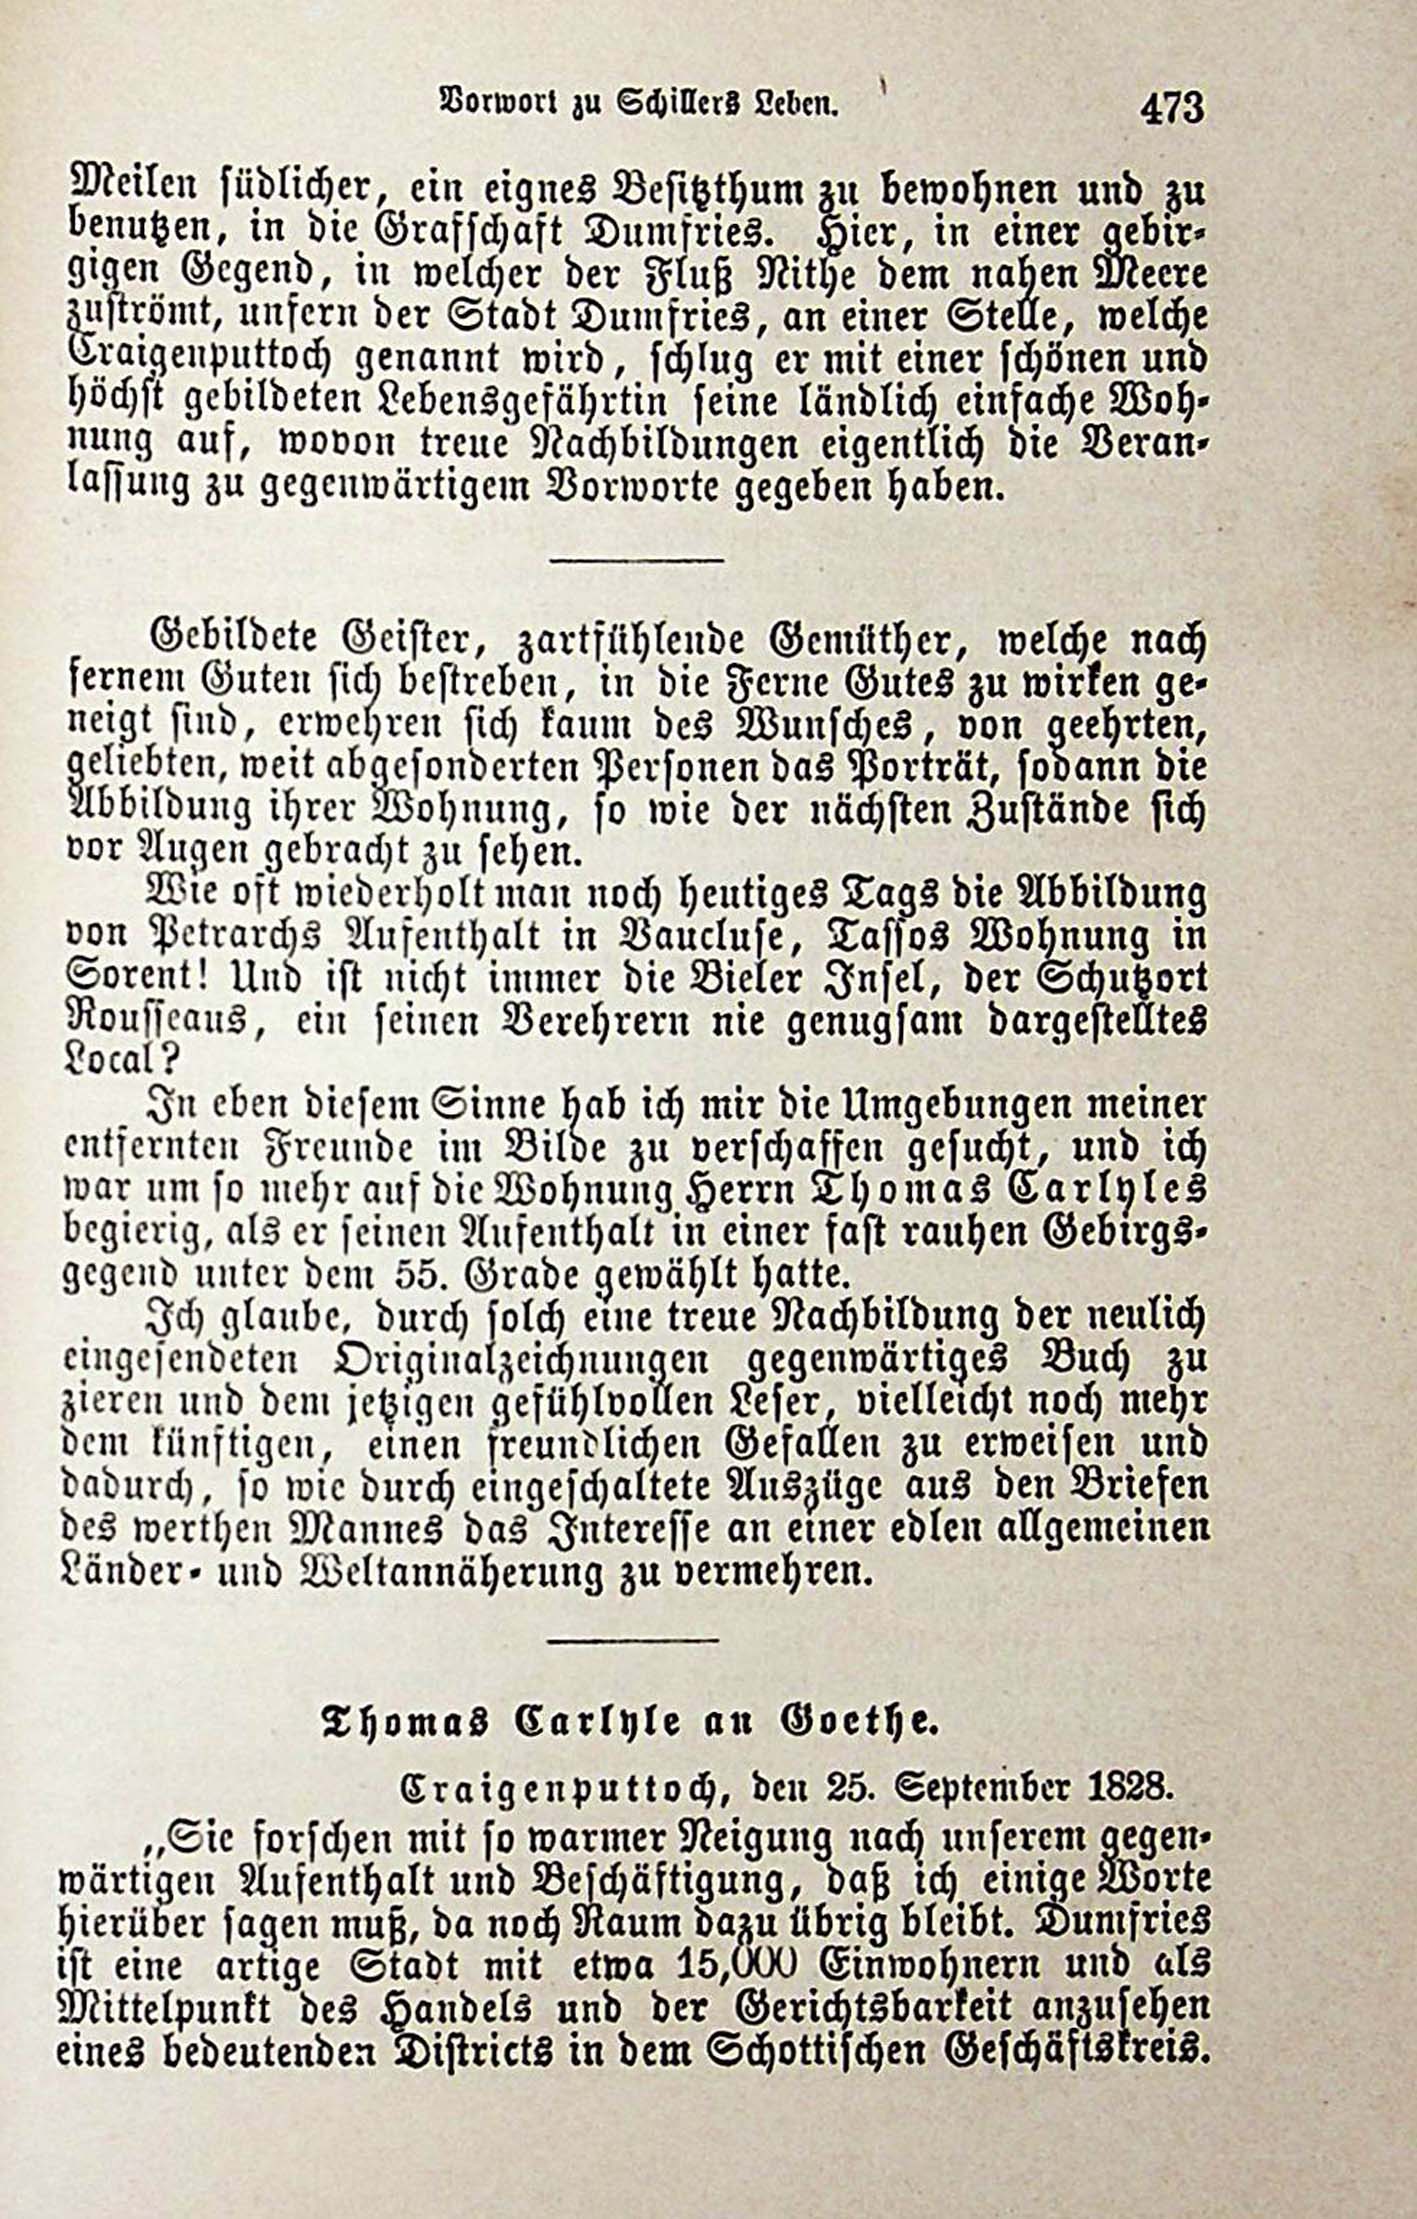 Vorwort zu Schillers Leben. 473
Meilen südlicher, ein eignes Besitzthum zu bewohnen und zu
benutzen, in die Grafschaft Dumfries. Hier, in einer gebir-
gigen Gegend, in welcher der Fluß Nithe dem nahen Meere
zuströmt, unfern der Stadt Dumfries, an einer Stelle, welche
Craigenputtoch genannt wird, schlug er mit einer schönen und
höchst gebildeten Lebensgefährtin seine ländlich einfache Woh-
nung auf, wovon treue Nachbildungen eigentlich die Veran-
lassung zu gegenwärtigem Vorworte gegeben haben.
Gebildete Geister, zartfühlende Gemüther, welche nach
fernem Guten sich bestreben, in die Ferne Gutes zu wirken ge-
neigt sind, erwehren sich kaum des Wunsches, von geehrten,
geliebten, weit abgesonderten Personen das Porträt, sodann die
Abbildung ihrer Wohnung, so wie der nächsten Zustände sich
vor Augen gebracht zu sehen.
Wie oft wiederholt man noch heutiges Tags die Abbildung
von Petrarchs Aufenthalt in Vaucluse, Tassos Wohnung in
Sorent! Und ist nicht immer die Bieler Insel, der Schutzort
Rousseaus, ein seinen Verehrern nie genugsam dargestelltes
Local?
In eben diesem Sinne hab ich mir die Umgebungen meiner
entfernten Freunde im Bilde zu verschaffen gesucht, und ich
war um so mehr auf die Wohnung Herrn Thomas Carlyles
begierig, als er seinen Aufenthalt in einer fast rauhen Gebirgs-
gegend unter dem 55. Grade gewählt hatte.
Ich glaube, durch solch eine treue Nachbildung der neulich
eingesendeten Originalzeichnungen gegenwärtiges Buch zu
zieren und dem jetzigen gefühlvollen Leser, vielleicht noch mehr
dem künftigen, einen freundlichen Gefallen zu erweisen und
dadurch, so wie durch eingeschaltete Auszüge aus den Briefen
des werthen Mannes das Interesse an einer edlen allgemeinen
Länder- und Weltannäherung zu vermehren.
Thomas Carlyle an Goethe.
Craigenputtoch, den 25. September 1828.
„Sie forschen mit so warmer Neigung nach unserem gegen-
wärtigen Aufenthalt und Beschäftigung, daß ich einige Worte
hierüber sagen muß, da noch Raum dazu übrig bleibt. Dumfries
ist eine artige Stadt mit etwa 15,000 Einwohnern und als
Mittelpunkt des Handels und der Gerichtsbarkeit anzusehen
eines bedeutenden Districts in dem Schottischen Geschäftskreis.